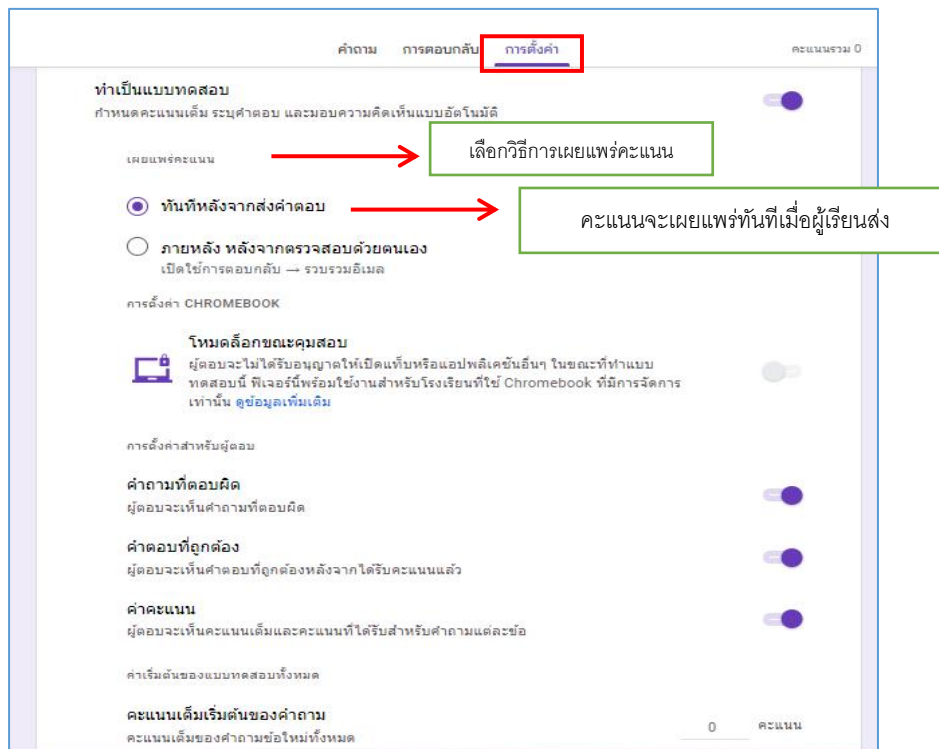 คำถาม การตอบกลับ การตั้งค่า คะแนนรวม 0
ทำเป็นแบบทดสอบ
กำหนดคะแนนเต็ม ระบุคำตอบ และมอบความคิดเห็นแบบอัตโนมัติ
เผยแพร่คะแนน
เลือกวิธีการเผยแพร่คะแนน
ทันทีหลังจากส่งคำตอบ
คะแนนจะเผยแพร่ทันทีเมื่อผู้เรียนส่ง
ภายหลัง หลังจากตรวจสอบด้วยตนเอง
เปิดใช้การตอบกลับ → รวบรวมอีเมล
การตั้งค่า CHROMEBOOK
โหมดล็อกขณะคุมสอบ
ผู้ตอบจะไม่ได้รับอนุญาตให้เปิดแท็บหรือแอปพลิเคชันอื่นๆ ในขณะที่ทำแบบ
ทดสอบนี้ ฟีเจอร์นี้พร้อมใช้งานสำหรับโรงเรียนที่ใช้ Chromebook ที่มีการจัดการ
เท่านั้น ดูข้อมูลเพิ่มเติม
การตั้งค่าสำหรับผู้ตอบ
คำถามที่ตอบผิด
ผู้ตอบจะเห็นคำถามที่ตอบผิด
คำตอบที่ถูกต้อง
ผู้ตอบจะเห็นคำตอบที่ถูกต้องหลังจากได้รับคะแนนแล้ว
ค่าคะแนน
ผู้ตอบจะเห็นคะแนนเต็มและคะแนนที่ได้รับสำหรับคำถามแต่ละข้อ
ค่าเริ่มต้นของแบบทดสอบทั้งหมด
คะแนนเต็มเริ่มต้นของคำถาม
0 คะแนน
คะแนนเต็มของคำถามข้อใหม่ทั้งหมด